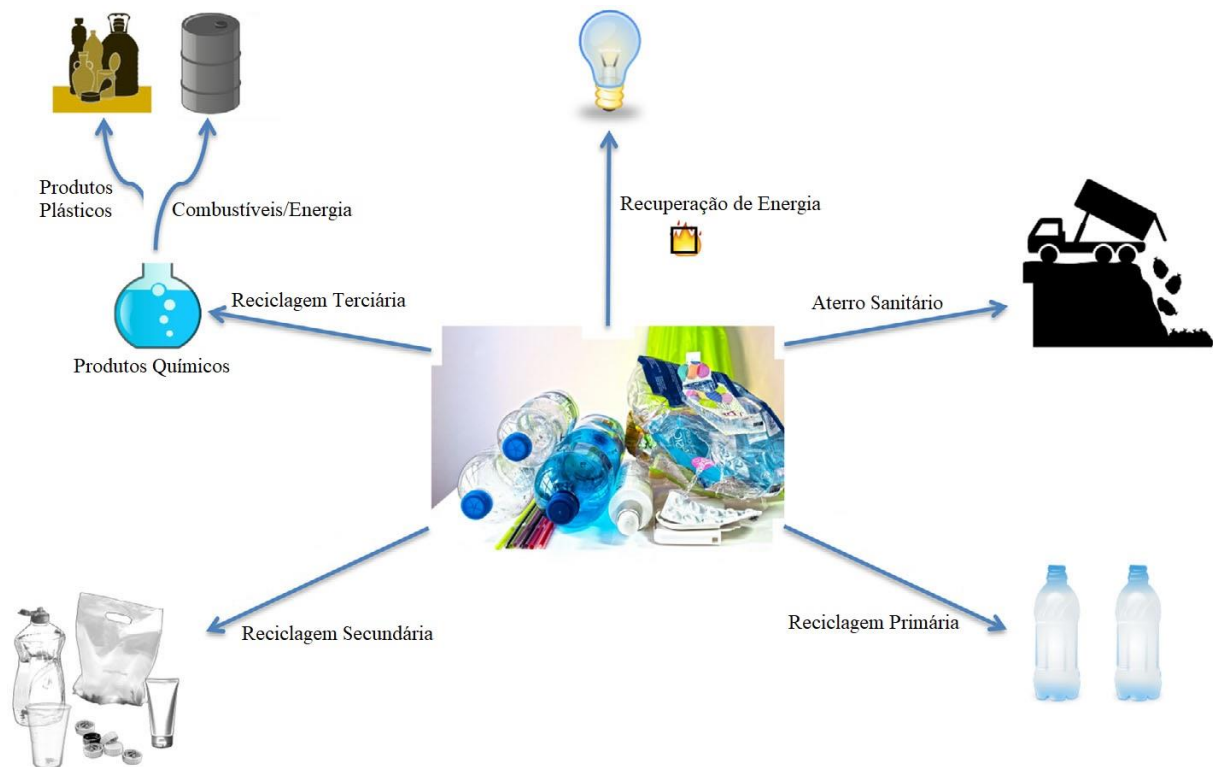 Produtos
Plásticos
Combustíveis/Energia
Recuperação de Energia
Reciclagem Terciária
Aterro Sanitário
Produtos Químicos
Reciclagem Secundária
Reciclagem Primária